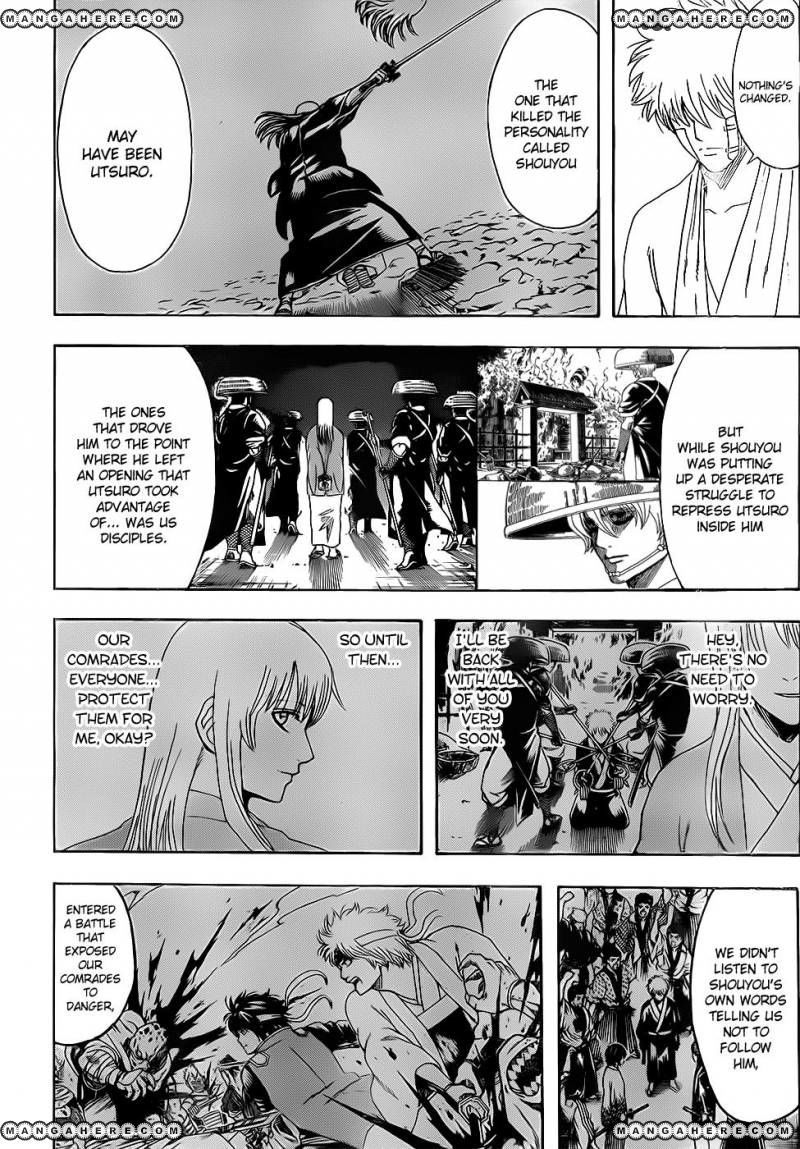 MANGAHERE.COM
MANGAHERE.COM
NOTHING'S
CHANGED.
THE
ONE THAT
KILLED THE
PERSONALITY
CALLED
SHOUYOU
MAY
HAVE BEEN
UTSURO.
BUT
WHILE SHOUYOU
WAS PUTTING
UP A DESPERATE
STRUGGLE TO
REPRESS UTSURO
INSIDE HIM
THE ONES
THAT DROVE
HIM TO THE POINT
WHERE HE LEFT
AN OPENING THAT
UTSURO TOOK
ADVANTAGE
OF... WAS US
DISCIPLES.
HEY,
THERE'S NO
NEED TO
WORRY.
I'LL BE
BACK
WITH ALL
OF YOU
VERY
SOON.
SO UNTIL
THEN...
OUR
COMRADES...
EVERYONE...
PROTECT
THEM FOR
ME, OKAY?
WE DIDN'T
LISTEN TO
SHOUYOU'S
OWN WORDS
TELLING US
NOT TO
FOLLOW
HIM,
ENTERED
A BATTLE
THAT
EXPOSED
OUR
COMRADES
TO
DANGER,
MANGAHERE.COM
MANGAHERE.COM